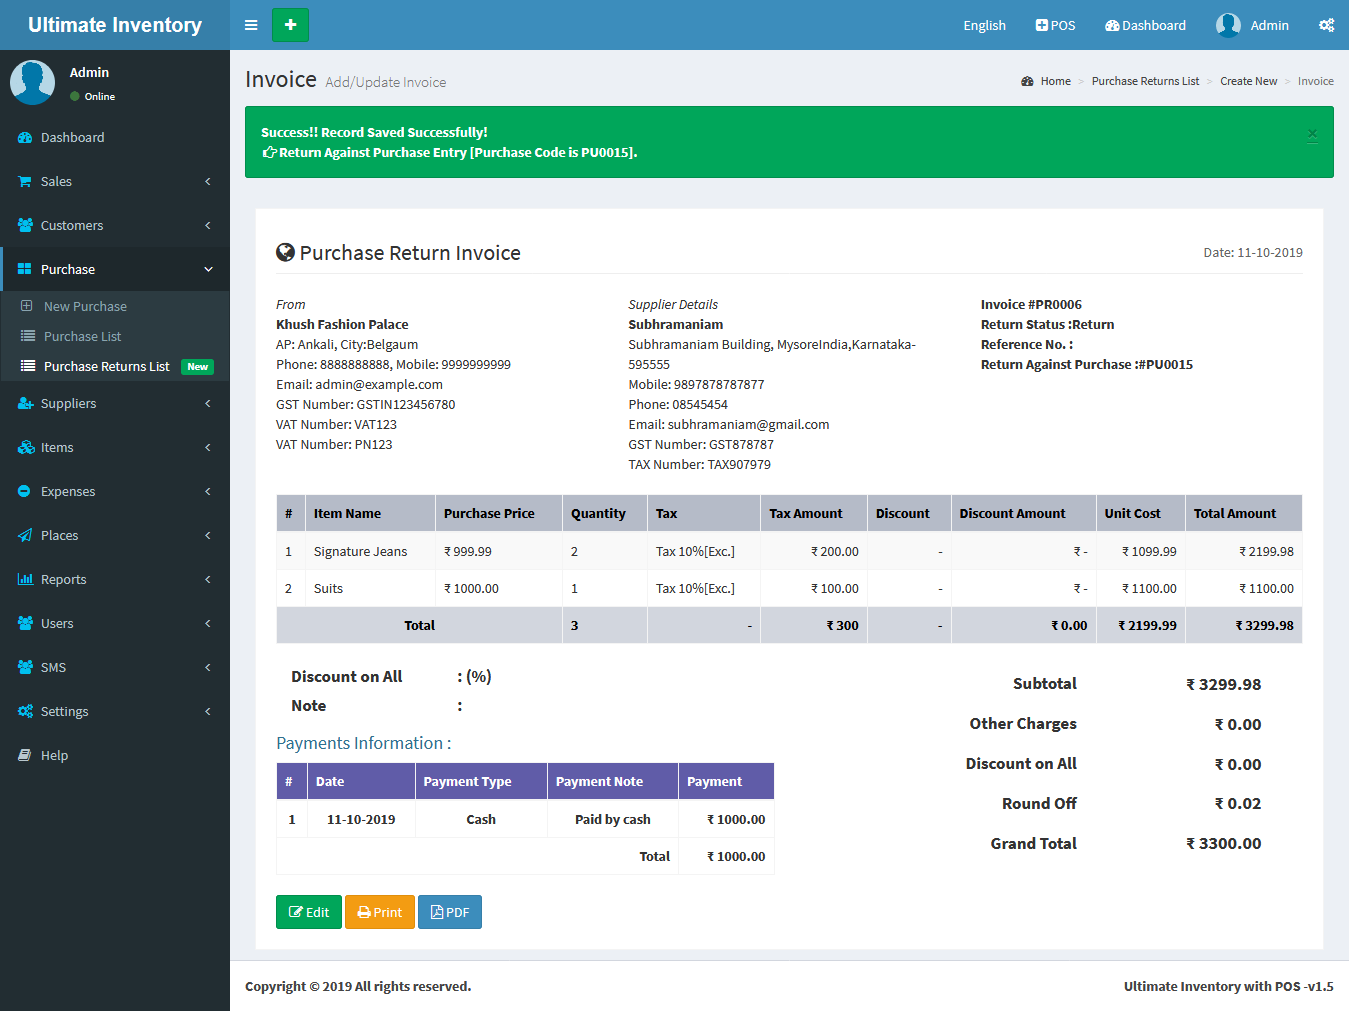 Ultimate Inventory
English
POS
Dashboard
Admin
Admin
Online
Dashboard
Sales
Customers
Purchase
New Purchase
Purchase List
Purchase Returns List New
Suppliers
Items
Expenses
Places
Reports
Users
SMS
Settings
Help
Invoice Add/Update Invoice
Home > Purchase Returns List > Create New > Invoice
Success!! Record Saved Successfully!
×
Return Against Purchase Entry [Purchase Code is PU0015].
Purchase Return Invoice
Date: 11-10-2019
From
Khush Fashion Palace
AP: Ankali, City:Belgaum
Phone: 8888888888, Mobile: 9999999999
Email: admin@example.com
GST Number: GSTIN123456780
VAT Number: VAT123
VAT Number: PN123
Supplier Details
Subhramaniam
Subhramaniam Building, MysoreIndia,Karnataka-
595555
Mobile: 9897878787877
Phone: 08545454
Email: subhramaniam@gmail.com
GST Number: GST878787
TAX Number: TAX907979
Invoice #PR0006
Return Status :Return
Reference No. :
Return Against Purchase :#PU0015
# Item Name Purchase Price Quantity Tax Tax Amount Discount Discount Amount Unit Cost Total Amount
1 Signature Jeans ₹ 999.99 2 Tax 10%[Exc.] ₹ 200.00 - ₹ - ₹ 1099.99 ₹ 2199.98
2 Suits ₹ 1000.00 1 Tax 10%[Exc.] ₹ 100.00 - ₹ - ₹ 1100.00 ₹ 1100.00
Total 3 - ₹ 300 - ₹ 0.00 ₹ 2199.99 ₹ 3299.98
Discount on All : (%)
Note :
Payments Information :
# Date Payment Type Payment Note Payment
1 11-10-2019 Cash Paid by cash ₹ 1000.00
Total ₹ 1000.00
Subtotal ₹ 3299.98
Other Charges ₹ 0.00
Discount on All ₹ 0.00
Round Off ₹ 0.02
Grand Total ₹ 3300.00
Edit
Print
PDF
Copyright © 2019 All rights reserved.
Ultimate Inventory with POS -v1.5